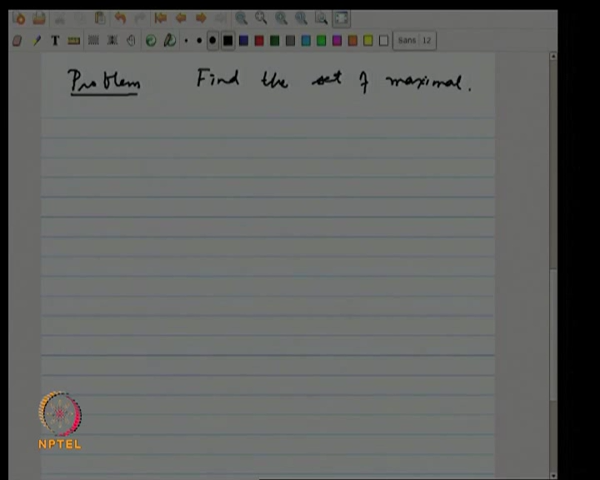 Sans 12
Problem Find the set of maximal.
NPTEL